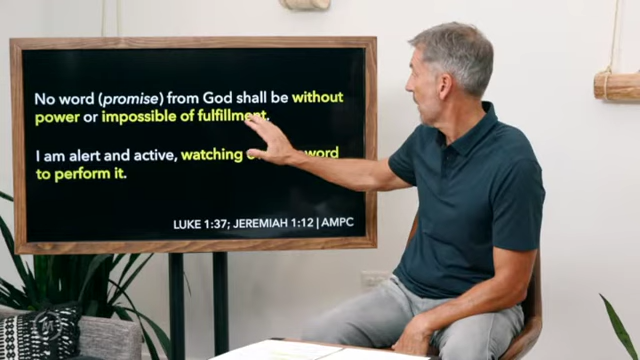 No word (promise) from God shall be without
power or impossible of fulfillment.
I am alert and active, watching word
to perform it.
LUKE 1:37; JEREMIAH 1:12 | AMPC